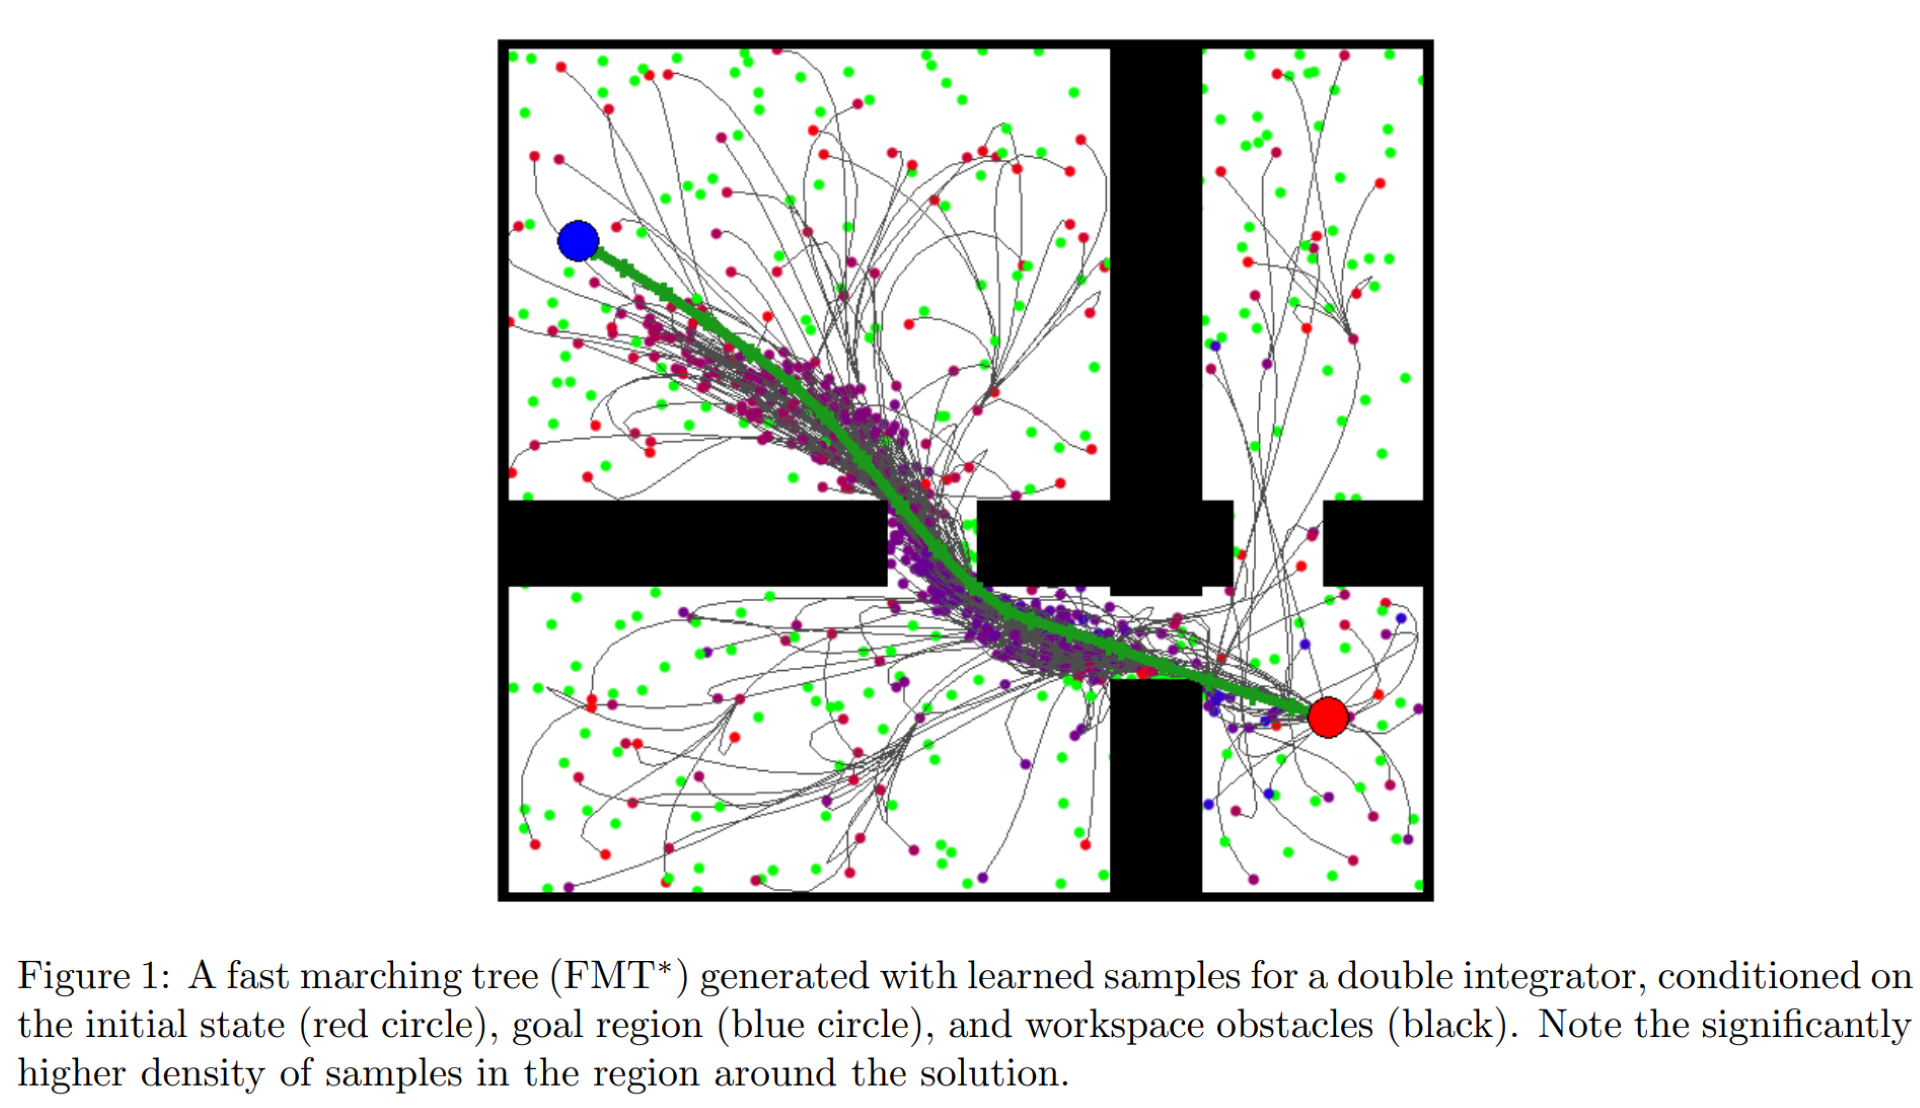 Figure 1: A fast marching tree (FMT*) generated with learned samples for a double integrator, conditioned on
the initial state (red circle), goal region (blue circle), and workspace obstacles (black). Note the significantly
higher density of samples in the region around the solution.